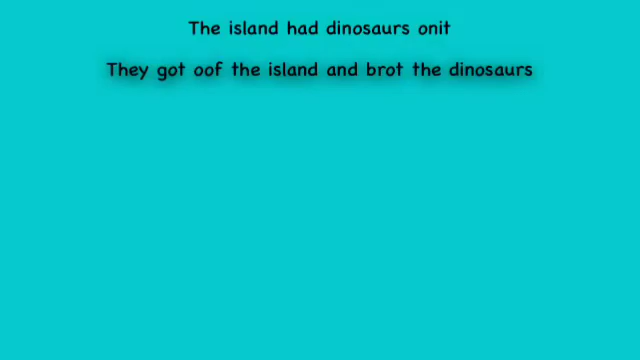 The island had dinosaurs onit
They got oof the island and brot the dinosaurs